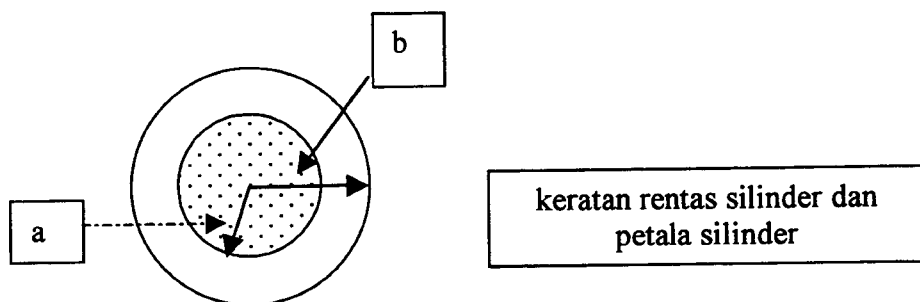 b
a
keratan rentas silinder dan
petala silinder